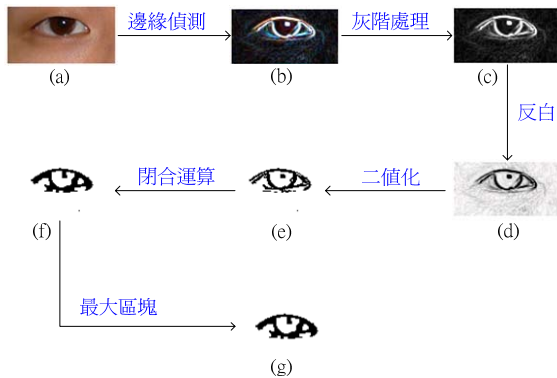 邊緣偵測
灰階處理
(a)
(b)
(c)
反白
閉合運算
二值化
(f)
(e)
(d)
最大區塊
(g)